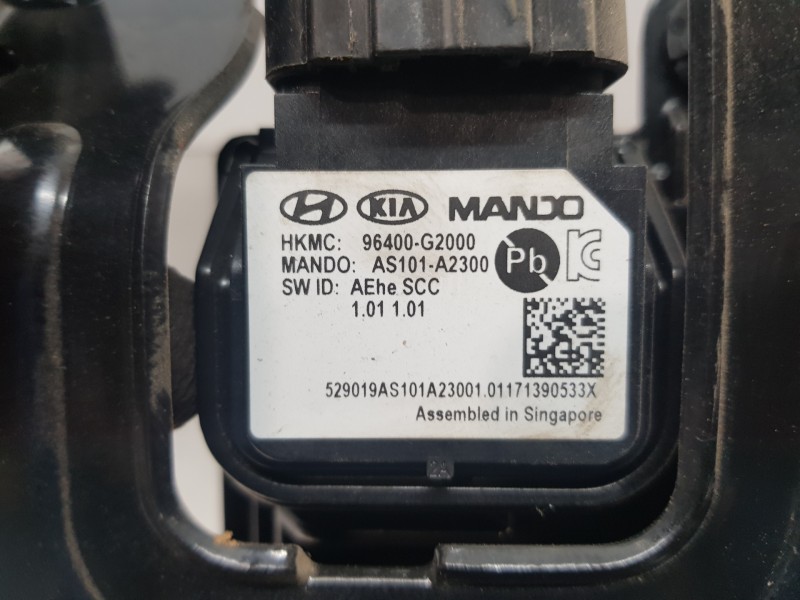 KIA MANDO
HKMC: 96400-G2000
MANDO: AS101-A2300
Pb
SW ID: AEhe SCC
1.01 1.01
529019AS101A23001.01171390533X
Assembled in Singapore